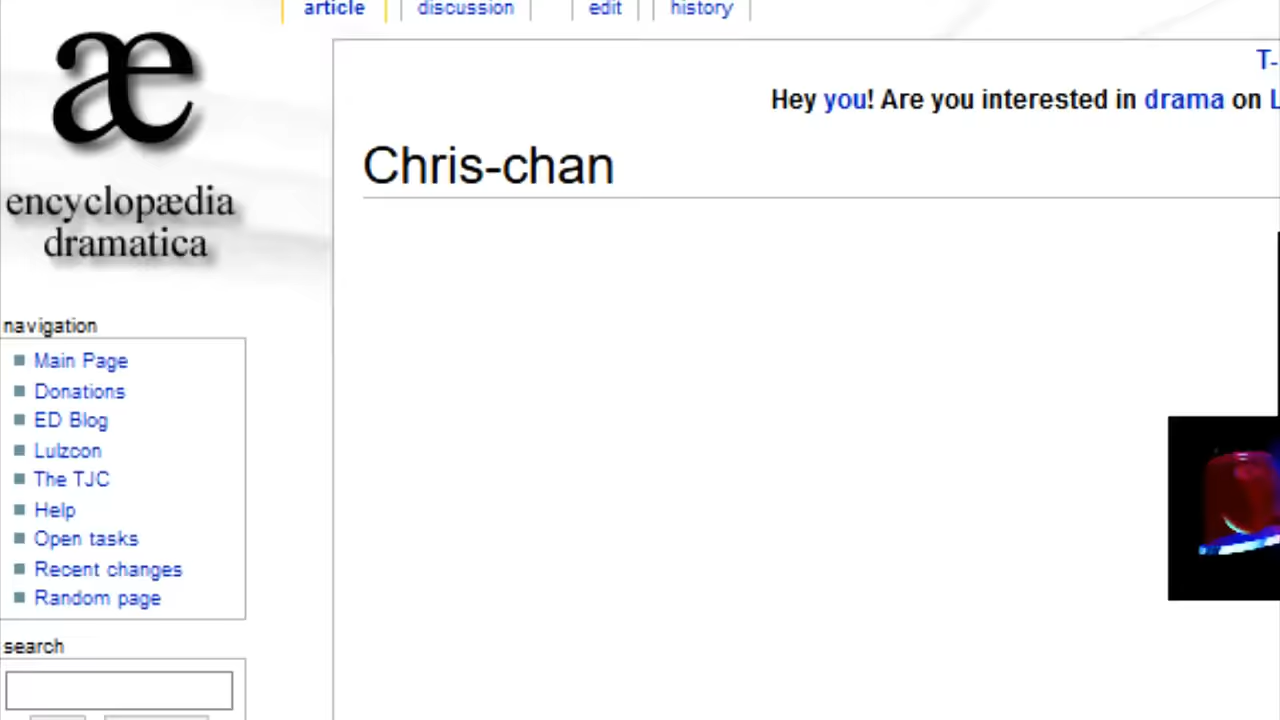 article discussion edit history
T-
Hey you! Are you interested in drama on L
Chris-chan
æ
encyclopædia
dramatica
navigation
Main Page
Donations
ED Blog
Lulzcon
The TJC
Help
Open tasks
Recent changes
Random page
search